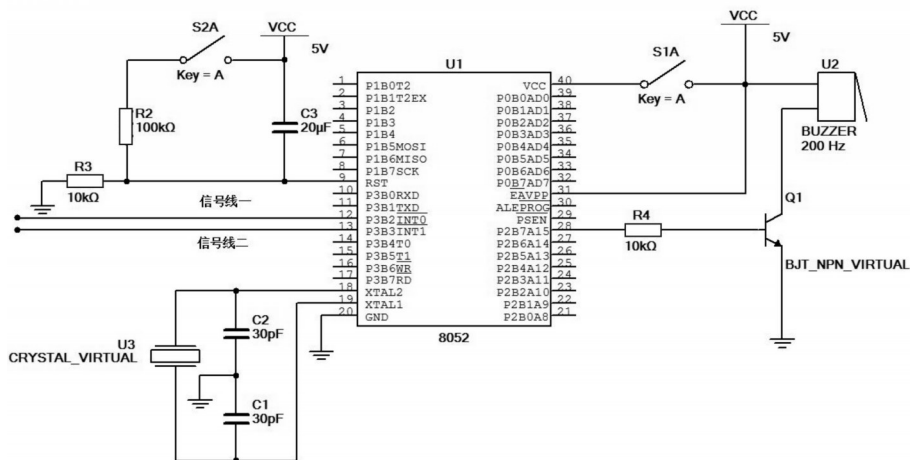 S2A
Key = A
VCC
5V
R2
100kΩ
C3
20µF
R3
10kΩ
信号线一
信号线二
U1
1 P1B0T2
2 P1B1T2EX
3 P1B2
4 P1B3
5 P1B4
6 P1B5MOSI
7 P1B6MISO
8 P1B7SCK
9 RST
10 P3B0RXD
11 P3B1TXD
12 P3B2INT0
13 P3B3INT1
14 P3B4T0
15 P3B5T1
16 P3B6WR
17 P3B7RD
18 XTAL2
19 XTAL1
20 GND
VCC 40
P0B0AD0 39
P0B1AD1 38
P0B2AD2 37
P0B3AD3 36
P0B4AD4 35
P0B5AD5 34
P0B6AD6 33
P0B7AD7 32
EAVPP 31
ALEPROG 30
PSEN 29
P2B7A15 28
P2B6A14 27
P2B5A13 26
P2B4A12 25
P2B3A11 24
P2B2A10 23
P2B1A9 22
P2B0A8 21
8052
S1A
Key = A
VCC
5V
U2
BUZZER
200 Hz
R4
10kΩ
Q1
BJT_NPN_VIRTUAL
U3
CRYSTAL_VIRTUAL
C2
30pF
C1
30pF